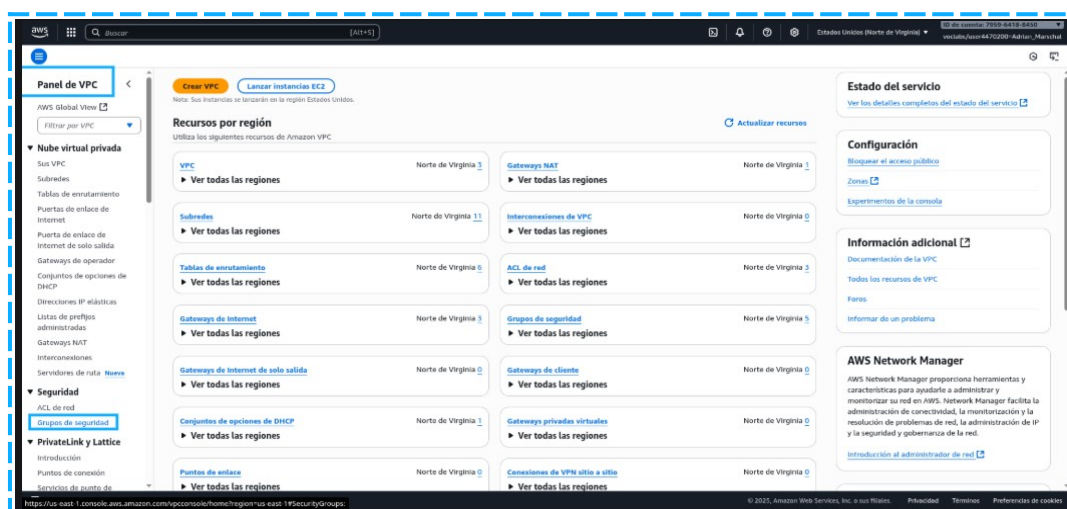 aws
Buscar
[Alt+S]
Estados Unidos (Norte de Virginia)
ID de cuenta: 7959-6418-8450
voclabs/user4470200=Adrian_Marschal
Panel de VPC
AWS Global View
Filtrar por VPC
Nube virtual privada
Sus VPC
Subredes
Tablas de enrutamiento
Puertas de enlace de
Internet
Puerta de enlace de
Internet de solo salida
Gateways de operador
Conjuntos de opciones de
DHCP
Direcciones IP elásticas
Listas de prefijos
administradas
Gateways NAT
Interconexiones
Servidores de ruta Nuevo
Seguridad
ACL de red
Grupos de seguridad
PrivateLink y Lattice
Introducción
Puntos de conexión
Servicios de punto de
https://us-east-1.console.aws.amazon.com/vpcconsole/home?region=us-east-1#SecurityGroups:
Crear VPC
Lanzar instancias EC2
Nota: Sus instancias se lanzarán en la región Estados Unidos.
Recursos por región
Actualizar recursos
Utiliza los siguientes recursos de Amazon VPC
VPC Norte de Virginia 3
Ver todas las regiones
Gateways NAT Norte de Virginia 1
Ver todas las regiones
Subredes Norte de Virginia 11
Ver todas las regiones
Interconexiones de VPC Norte de Virginia 0
Ver todas las regiones
Tablas de enrutamiento Norte de Virginia 6
Ver todas las regiones
ACL de red Norte de Virginia 3
Ver todas las regiones
Gateways de Internet Norte de Virginia 3
Ver todas las regiones
Grupos de seguridad Norte de Virginia 5
Ver todas las regiones
Gateways de Internet de solo salida Norte de Virginia 0
Ver todas las regiones
Gateways de cliente Norte de Virginia 0
Ver todas las regiones
Conjuntos de opciones de DHCP Norte de Virginia 1
Ver todas las regiones
Gateways privadas virtuales Norte de Virginia 0
Ver todas las regiones
Puntos de enlace Norte de Virginia 0
Ver todas las regiones
Conexiones de VPN sitio a sitio Norte de Virginia 0
Ver todas las regiones
Estado del servicio
Ver los detalles completos del estado del servicio
Configuración
Bloquear el acceso público
Zonas
Experimentos de la consola
Información adicional
Documentación de la VPC
Todos los recursos de VPC
Foros
Informar de un problema
AWS Network Manager
AWS Network Manager proporciona herramientas y
características para ayudarle a administrar y
monitorizar su red en AWS. Network Manager facilita la
administración de conectividad, la monitorización y la
resolución de problemas de red, la administración de IP
y la seguridad y gobernanza de la red.
Introducción al administrador de red
© 2025, Amazon Web Services, Inc. o sus filiales.
Privacidad
Términos
Preferencias de cookies